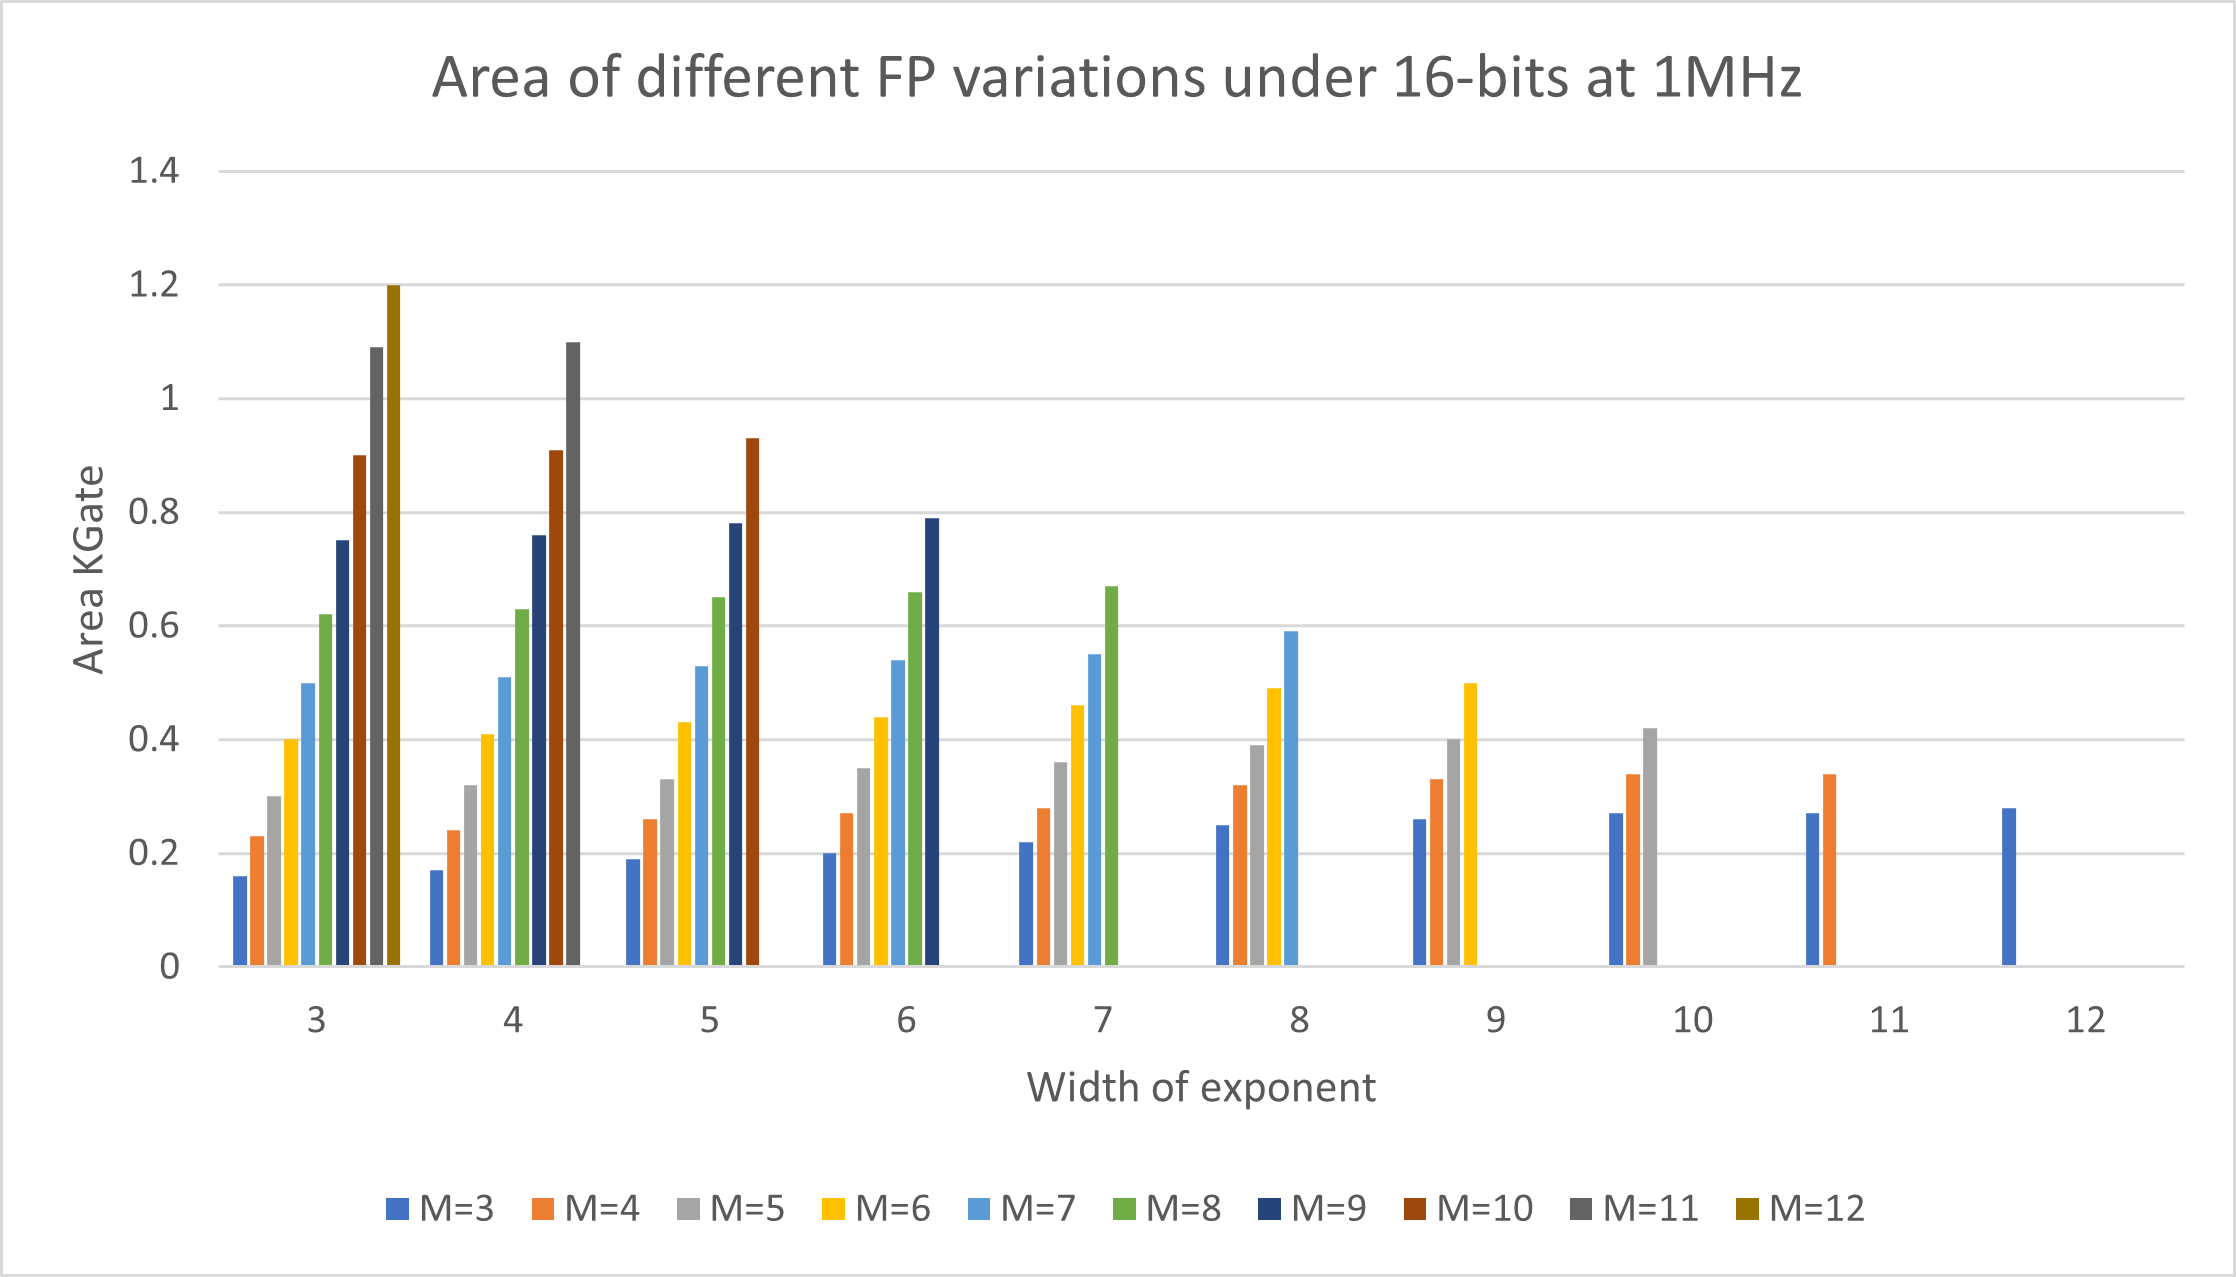 Area of different FP variations under 16-bits at 1MHz
1.4
1.2
1
0.8
0.6
0.4
0.2
0
Area KGate
3 4 5 6 7 8 9 10 11 12
Width of exponent
M=3 M=4 M=5 M=6 M=7 M=8 M=9 M=10 M=11 M=12